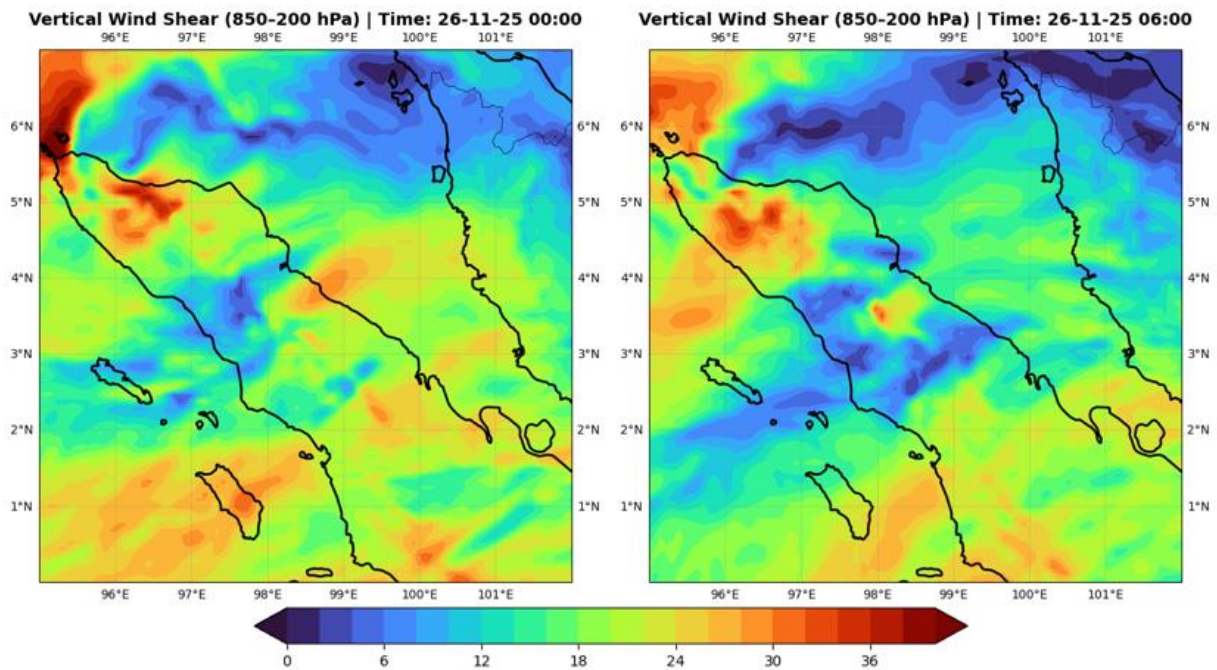 Vertical Wind Shear (850–200 hPa) | Time: 26-11-25 00:00
96°E 97°E 98°E 99°E 100°E 101°E
6°N
5°N
4°N
3°N
2°N
1°N
6°N
5°N
4°N
3°N
2°N
1°N
96°E 97°E 98°E 99°E 100°E 101°E
Vertical Wind Shear (850–200 hPa) | Time: 26-11-25 06:00
96°E 97°E 98°E 99°E 100°E 101°E
6°N
5°N
4°N
3°N
2°N
1°N
6°N
5°N
4°N
3°N
2°N
1°N
96°E 97°E 98°E 99°E 100°E 101°E
0 6 12 18 24 30 36